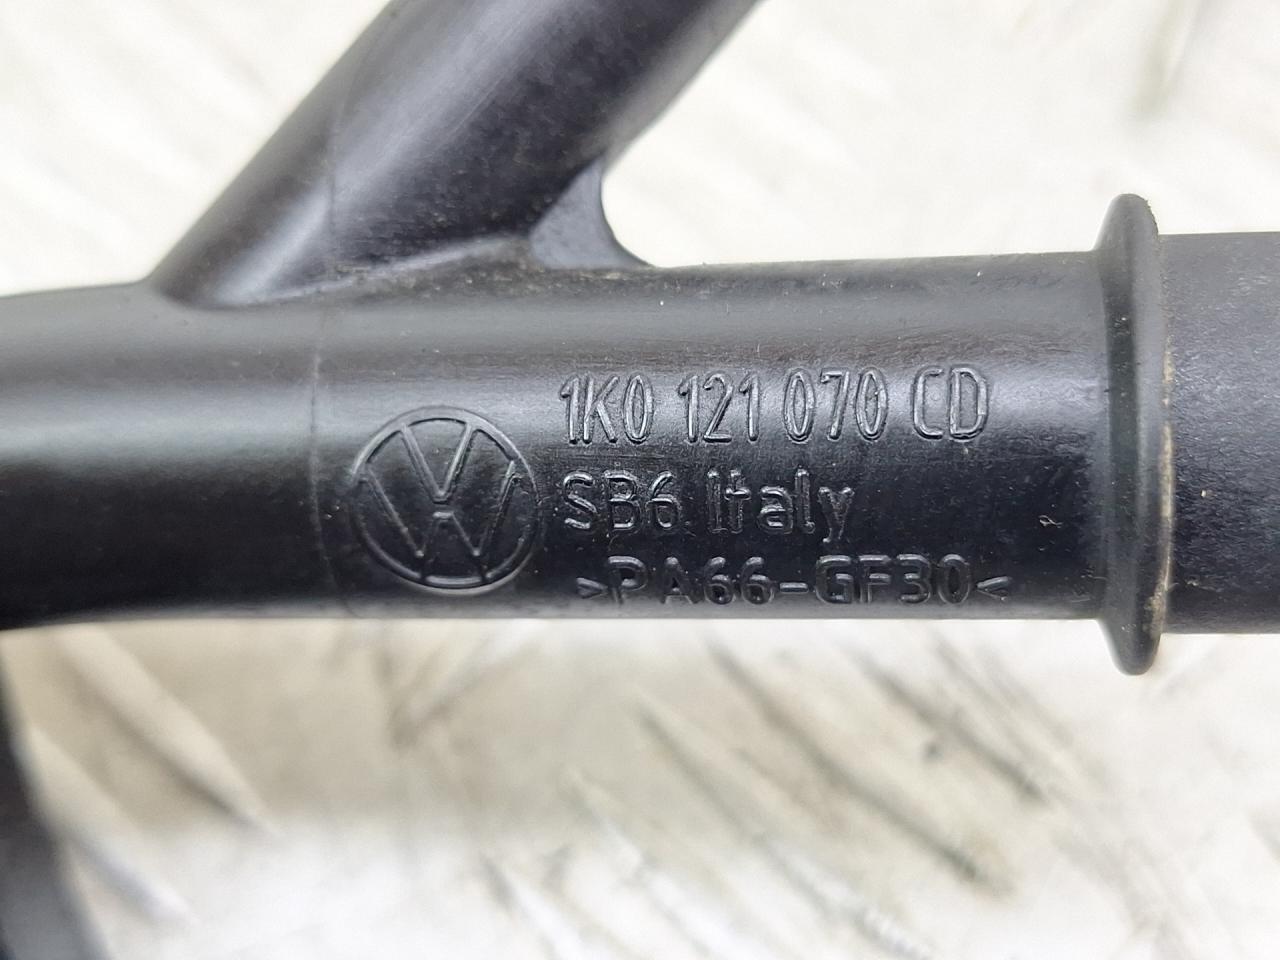 1K0 121 070 CD
SB6 Italy
>PA66-GF30<